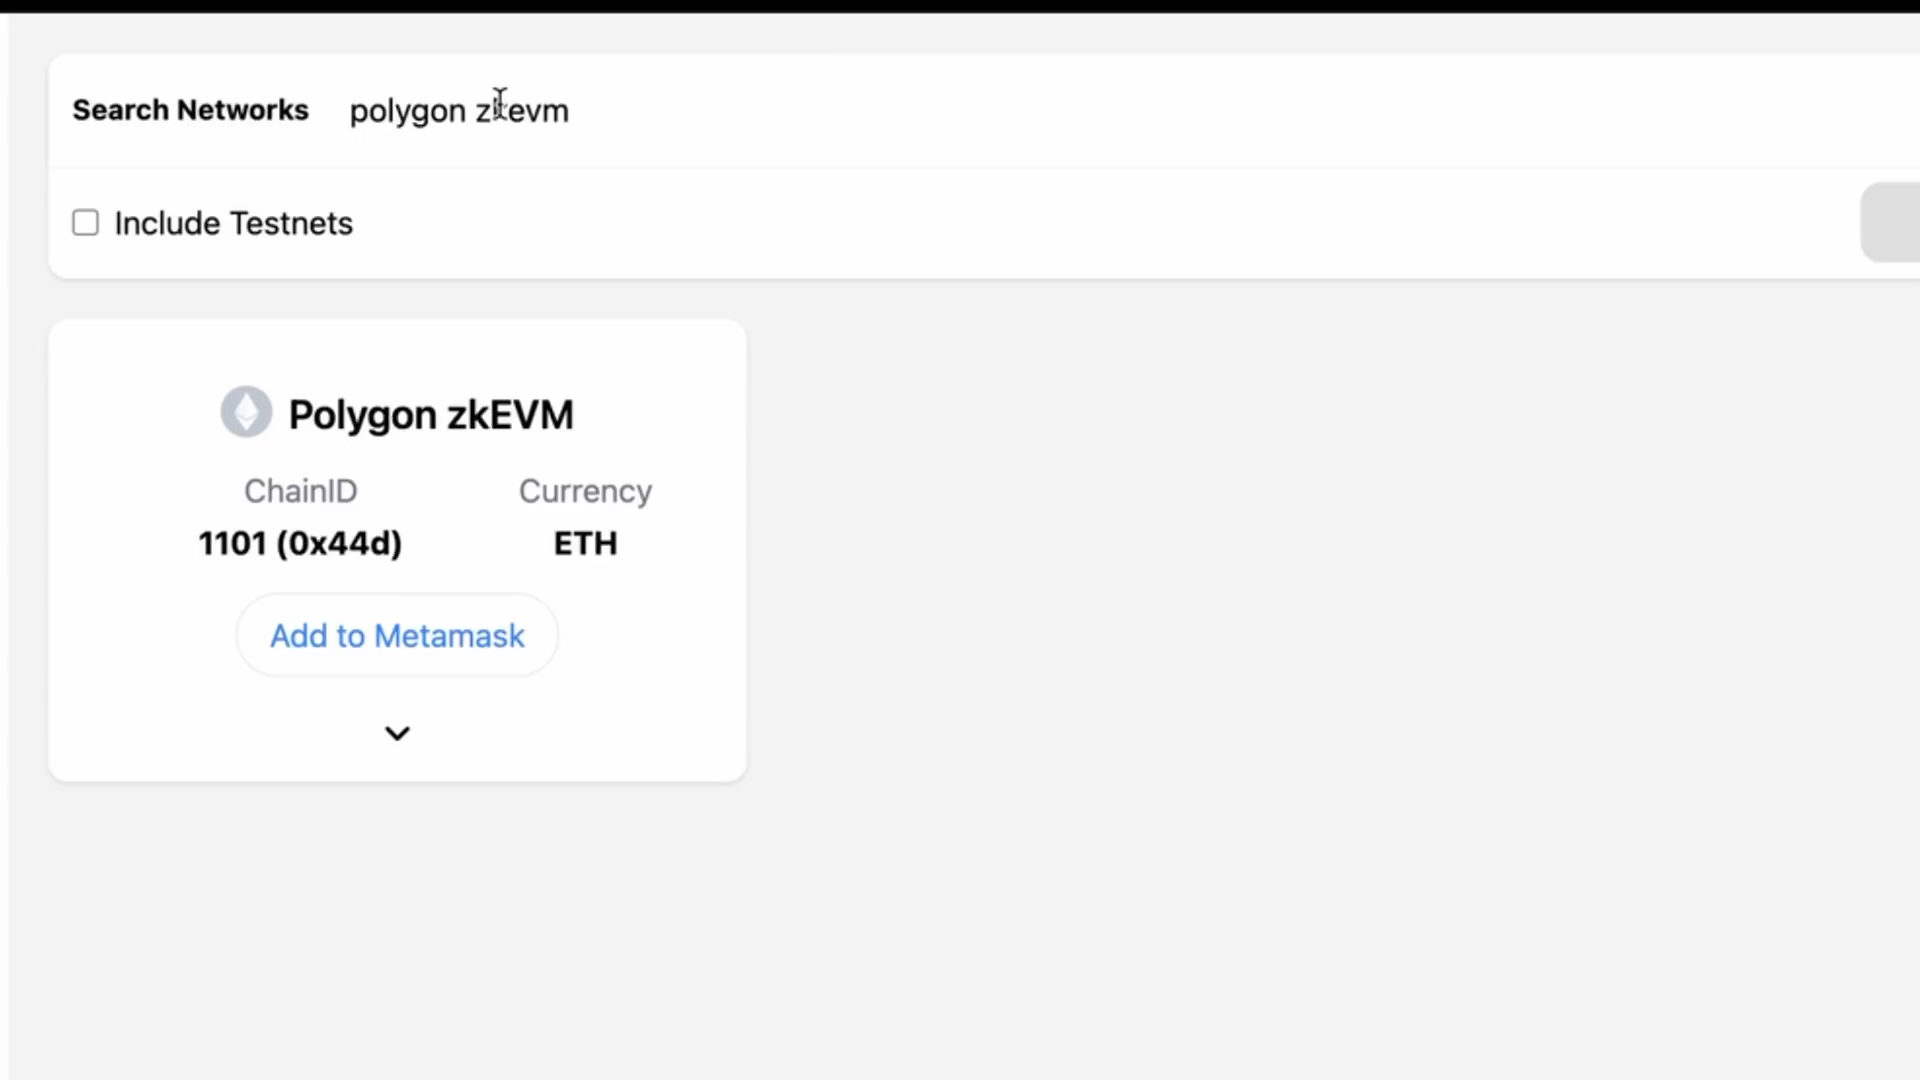 Search Networks polygon zkevm
Include Testnets
Polygon zkEVM
ChainID Currency
1101 (0x44d) ETH
Add to Metamask